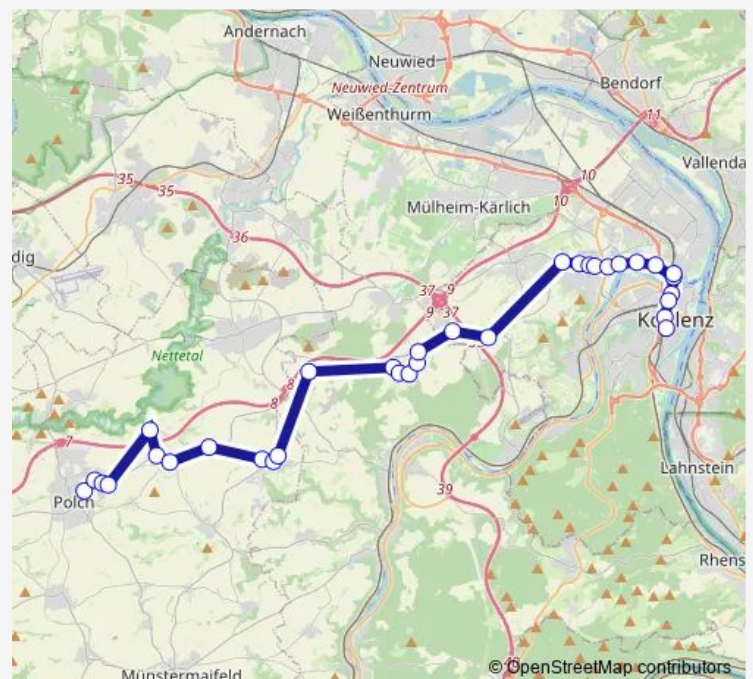 Andernach
Neuwied
Neuwied-Zentrum
Bendorf
Weißenthurm
11
Vallenda
35
35
10
10
Mülheim-Kärlich
36
dig
37
9
9
37
Koblenz
Nettetal
8
8
7
Lahnstein
39
Polch
Rhens
Münstermaifeld
© OpenStreetMap contributors